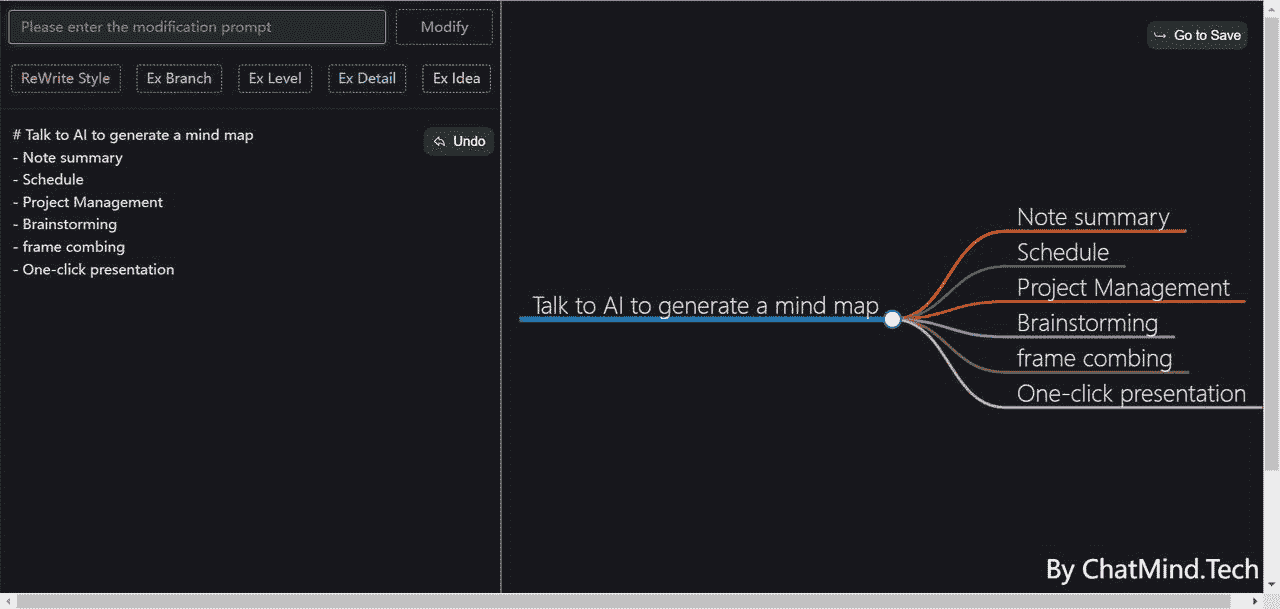 Please enter the modification prompt
Modify
ReWrite Style
Ex Branch
Ex Level
Ex Detail
Ex Idea
# Talk to AI to generate a mind map
- Note summary
- Schedule
- Project Management
- Brainstorming
- frame combing
- One-click presentation
Undo
Go to Save
Talk to AI to generate a mind map
Note summary
Schedule
Project Management
Brainstorming
frame combing
One-click presentation
By ChatMind.Tech